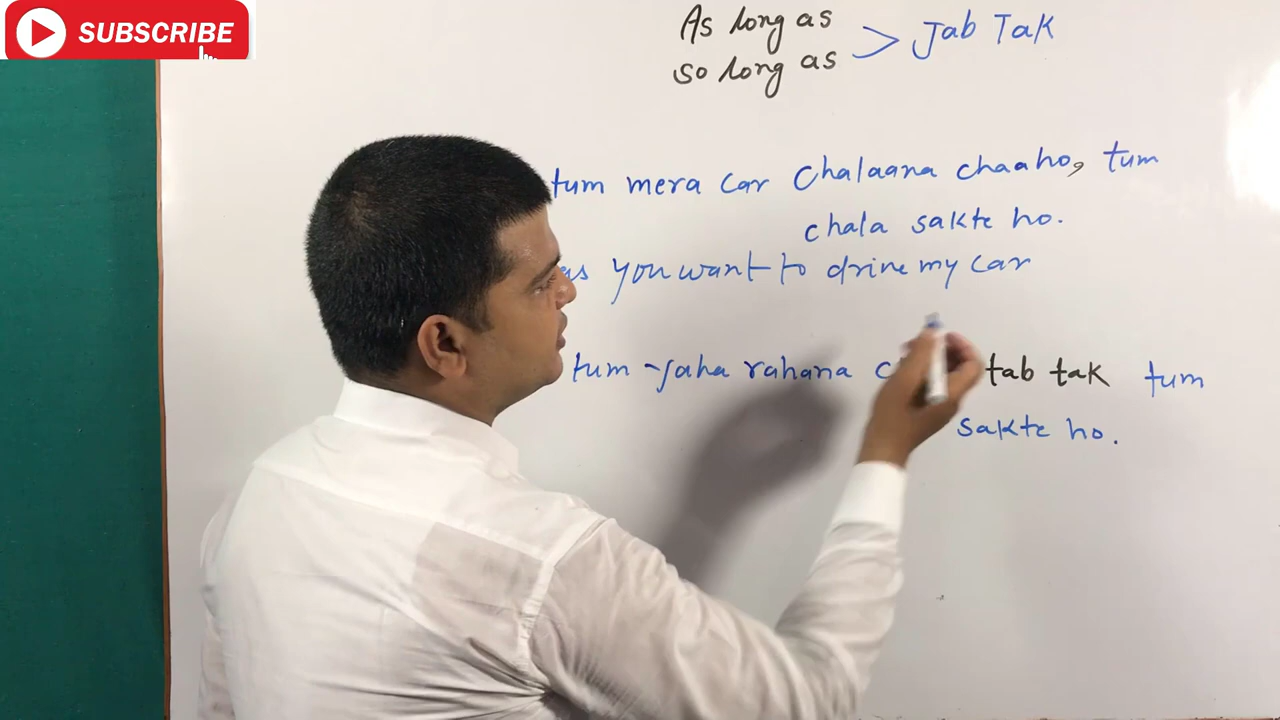 SUBSCRIBE
As long as
so long as > Jab Tak
tum mera car chalaana chaaho, tum
chala sakte ho.
as you want to drive my car
tum yaha rahana tab tak tum
sakte ho.